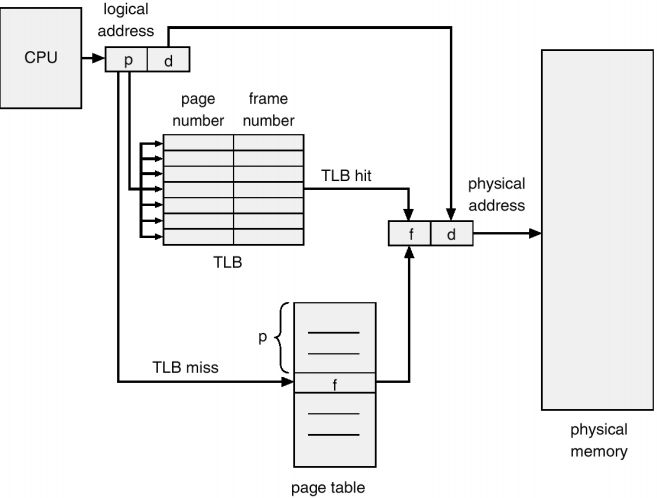 logical
address
CPU
p
d
page
number
frame
number
TLB hit
physical
address
f
d
TLB
p
TLB miss
f
physical
memory
page table